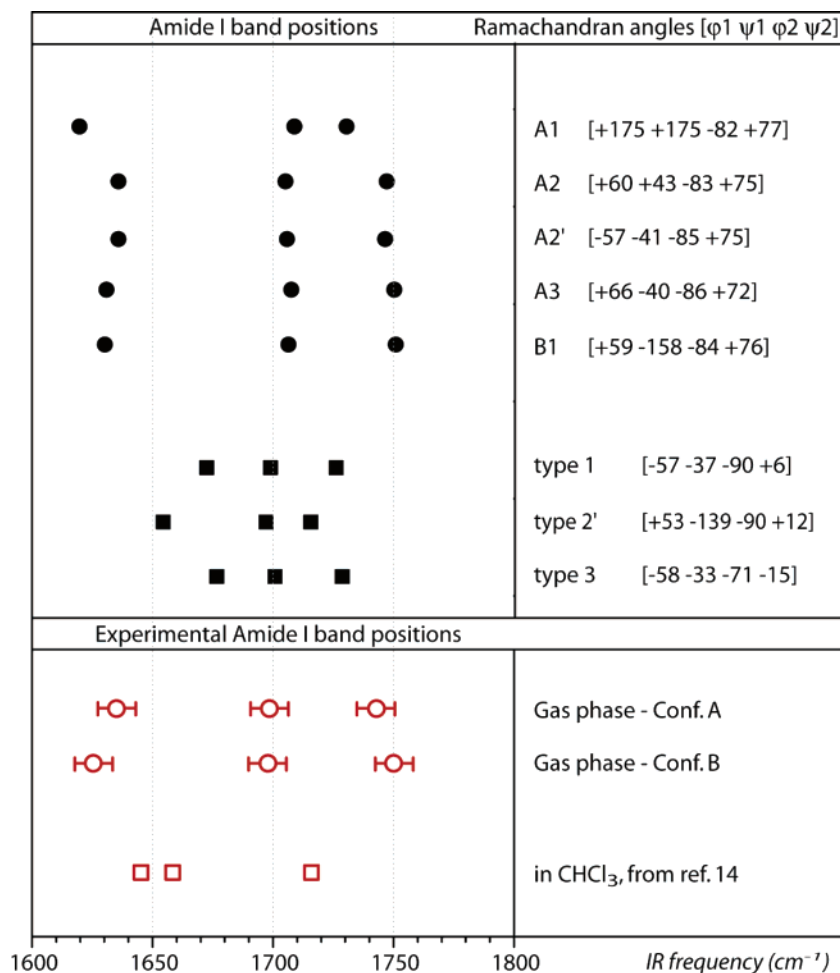 Amide I band positions Ramachandran angles [φ1 ψ1 φ2 ψ2]
A1 [+175 +175 -82 +77]
A2 [+60 +43 -83 +75]
A2' [-57 -41 -85 +75]
A3 [+66 -40 -86 +72]
B1 [+59 -158 -84 +76]
type 1 [-57 -37 -90 +6]
type 2' [+53 -139 -90 +12]
type 3 [-58 -33 -71 -15]
Experimental Amide I band positions
Gas phase - Conf. A
Gas phase - Conf. B
in CHCl₃, from ref. 14
1600 1650 1700 1750 1800 IR frequency (cm⁻¹)